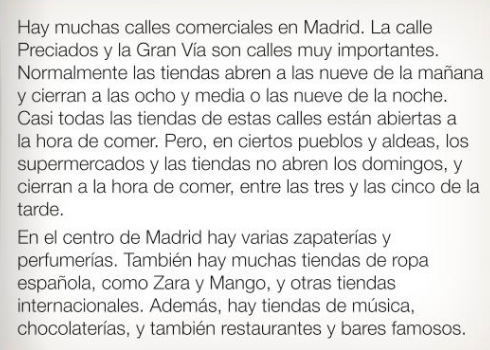 Hay muchas calles comerciales en Madrid. La calle
Preciados y la Gran Vía son calles muy importantes.
Normalmente las tiendas abren a las nueve de la mañana
y cierran a las ocho y media o las nueve de la noche.
Casi todas las tiendas de estas calles están abiertas a
la hora de comer. Pero, en ciertos pueblos y aldeas, los
supermercados y las tiendas no abren los domingos, y
cierran a la hora de comer, entre las tres y las cinco de la
tarde.
En el centro de Madrid hay varias zapaterías y
perfumerías. También hay muchas tiendas de ropa
española, como Zara y Mango, y otras tiendas
internacionales. Además, hay tiendas de música,
chocolaterías, y también restaurantes y bares famosos.